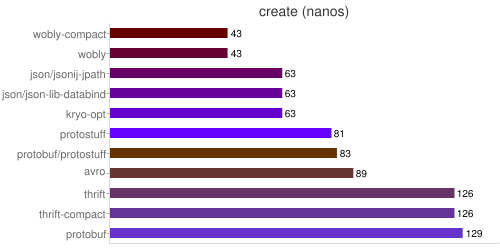 create (nanos)
wobly-compact 43
wobly 43
json/jsonij-jpath 63
json/json-lib-databind 63
kryo-opt 63
protostuff 81
protobuf/protostuff 83
avro 89
thrift 126
thrift-compact 126
protobuf 129